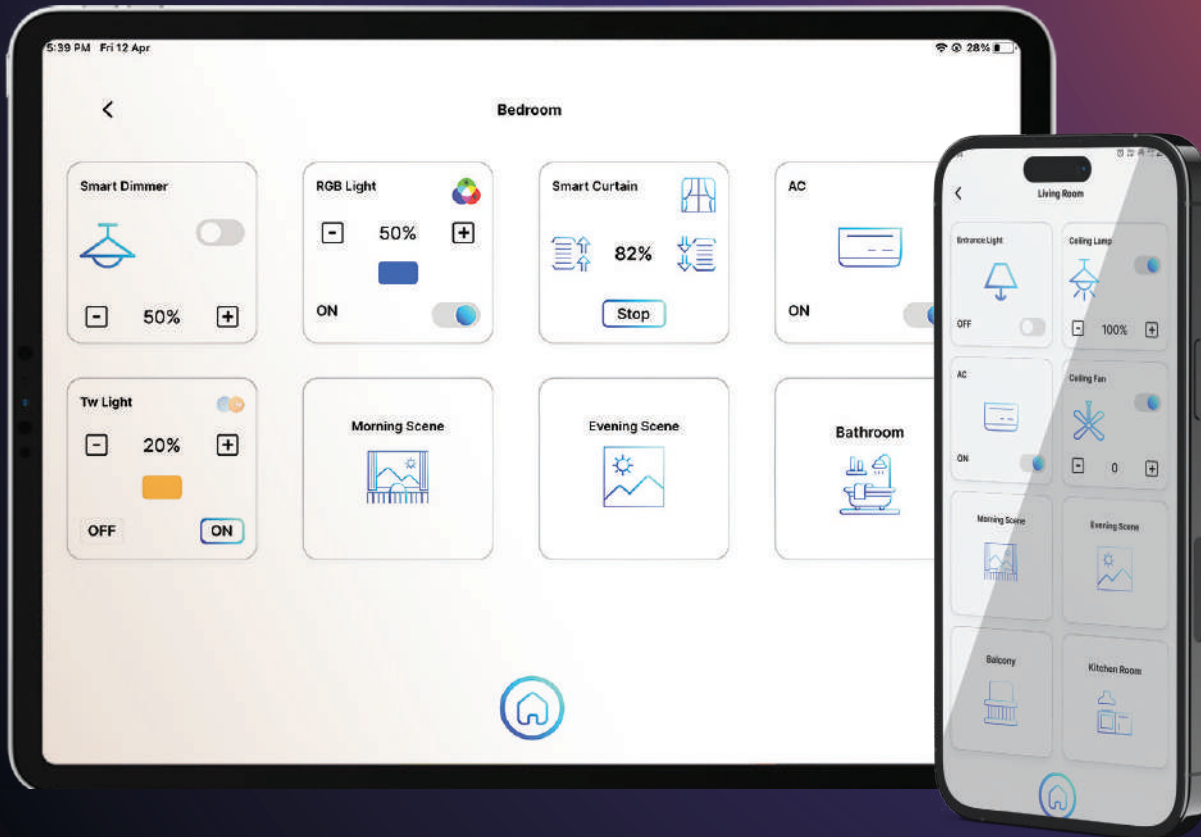 5:39 PM Fri 12 Apr
28%
Bedroom
Smart Dimmer
- 50% +
RGB Light
- 50% +
ON
Smart Curtain
82%
Stop
AC
ON
Tw Light
- 20% +
OFF ON
Morning Scene
Evening Scene
Bathroom
Living Room
Entrance Light
OFF
Ceiling Lamp
- 100% +
AC
ON
Ceiling Fan
- 0 +
Morning Scene
Evening Scene
Balcony
Kitchen Room